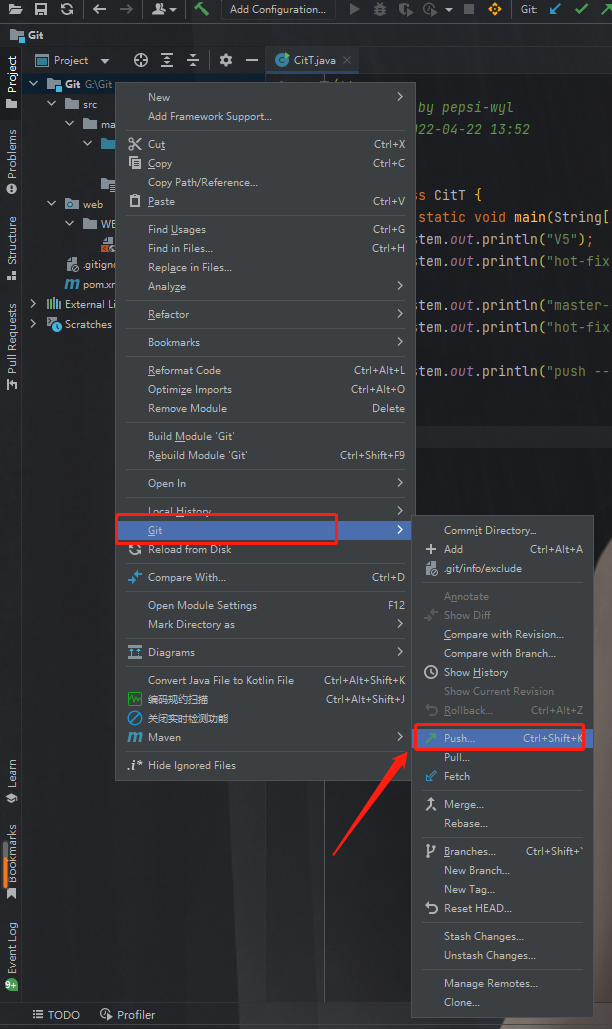 Add Configuration...
Git:
Git
Project
CitT.java
Git G:\Git
src
web
.gitign
pom.xm
External Li
Scratches
Project
Problems
Structure
Pull Requests
Learn
Bookmarks
Event Log
9+
by pepsi-wyl
022-04-22 13:52
ss CitT {
static void main(String[
stem.out.println("V5");
stem.out.println("hot-fix
stem.out.println("master-
stem.out.println("hot-fix
stem.out.println("push --
New
Add Framework Support...
Cut Ctrl+X
Copy Ctrl+C
Copy Path/Reference...
Paste Ctrl+V
Find Usages Ctrl+G
Find in Files... Ctrl+H
Replace in Files...
Analyze
Refactor
Bookmarks
Reformat Code Ctrl+Alt+L
Optimize Imports Ctrl+Alt+O
Remove Module Delete
Build Module 'Git'
Rebuild Module 'Git' Ctrl+Shift+F9
Open In
Local History
Git
Reload from Disk
Compare With... Ctrl+D
Open Module Settings F12
Mark Directory as
Diagrams
Convert Java File to Kotlin File Ctrl+Alt+Shift+K
编码规约扫描 Ctrl+Alt+Shift+J
关闭实时检测功能
Maven
.i* Hide Ignored Files
Commit Directory...
Add Ctrl+Alt+A
.git/info/exclude
Annotate
Show Diff
Compare with Revision...
Compare with Branch...
Show History
Show Current Revision
Rollback... Ctrl+Alt+Z
Push... Ctrl+Shift+K
Pull...
Fetch
Merge...
Rebase...
Branches... Ctrl+Shift+`
New Branch...
New Tag...
Reset HEAD...
Stash Changes...
Unstash Changes...
Manage Remotes...
Clone...
TODO
Profiler